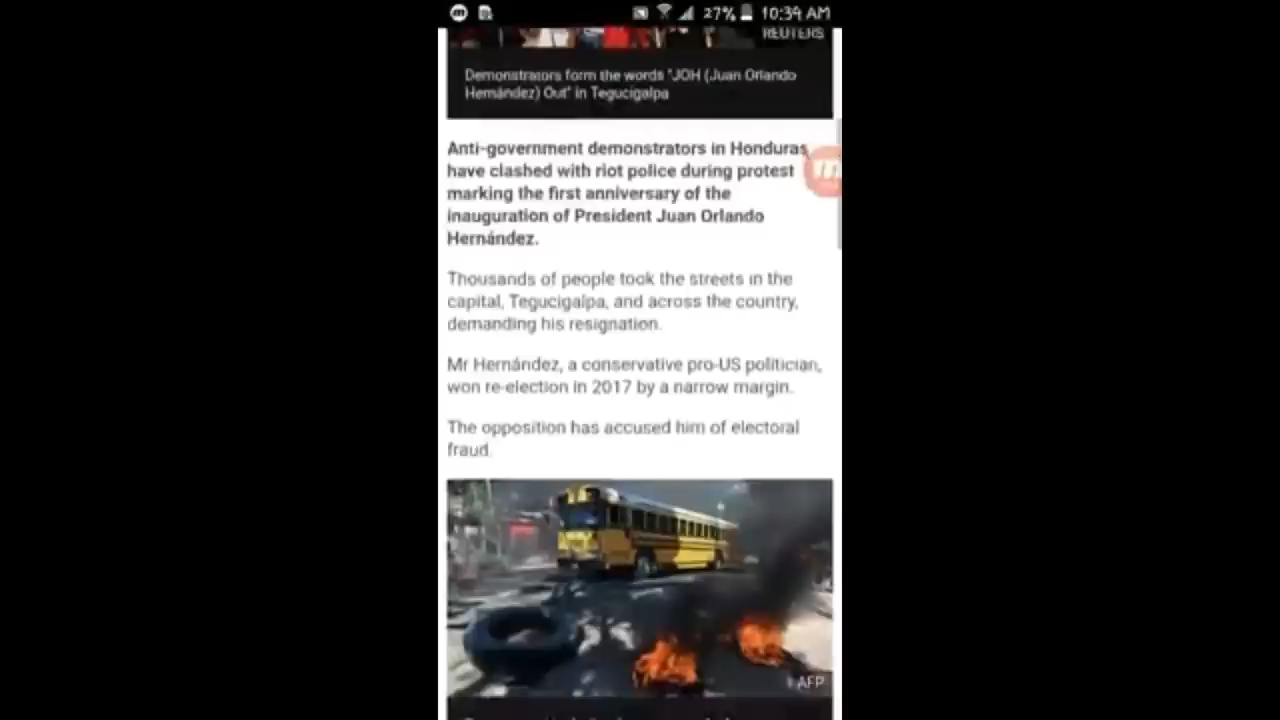 27% 10:39 AM
REUTERS
Demonstrators form the words "JOH (Juan Orlando
Hernández) Out" in Tegucigalpa
Anti-government demonstrators in Honduras
have clashed with riot police during protest
marking the first anniversary of the
inauguration of President Juan Orlando
Hernández.
Thousands of people took the streets in the
capital, Tegucigalpa, and across the country,
demanding his resignation.
Mr Hernández, a conservative pro-US politician,
won re-election in 2017 by a narrow margin.
The opposition has accused him of electoral
fraud.
AFP